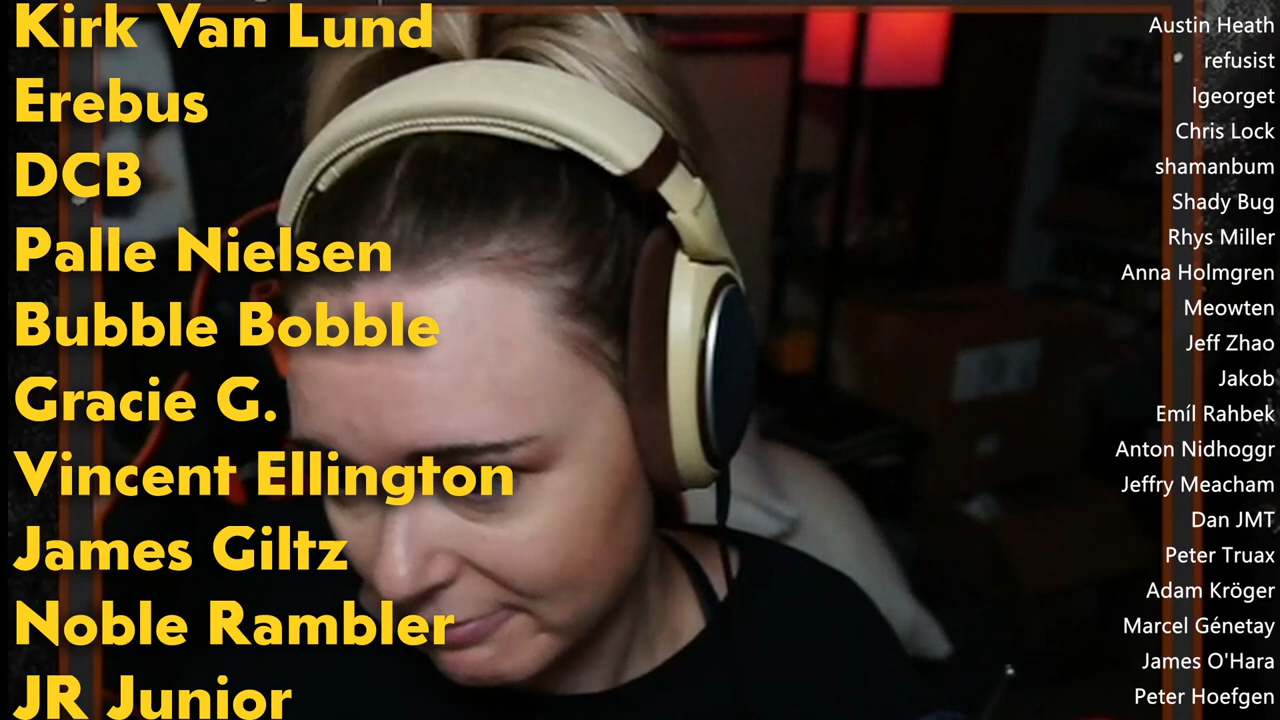 Kirk Van Lund
Erebus
DCB
Palle Nielsen
Bubble Bobble
Gracie G.
Vincent Ellington
James Giltz
Noble Rambler
JR Junior
Austin Heath
refusist
lgeorget
Chris Lock
shamanbum
Shady Bug
Rhys Miller
Anna Holmgren
Meowten
Jeff Zhao
Jakob
Emíl Rahbek
Anton Nidhoggr
Jeffry Meacham
Dan JMT
Peter Truax
Adam Kröger
Marcel Génetay
James O'Hara
Peter Hoefgen